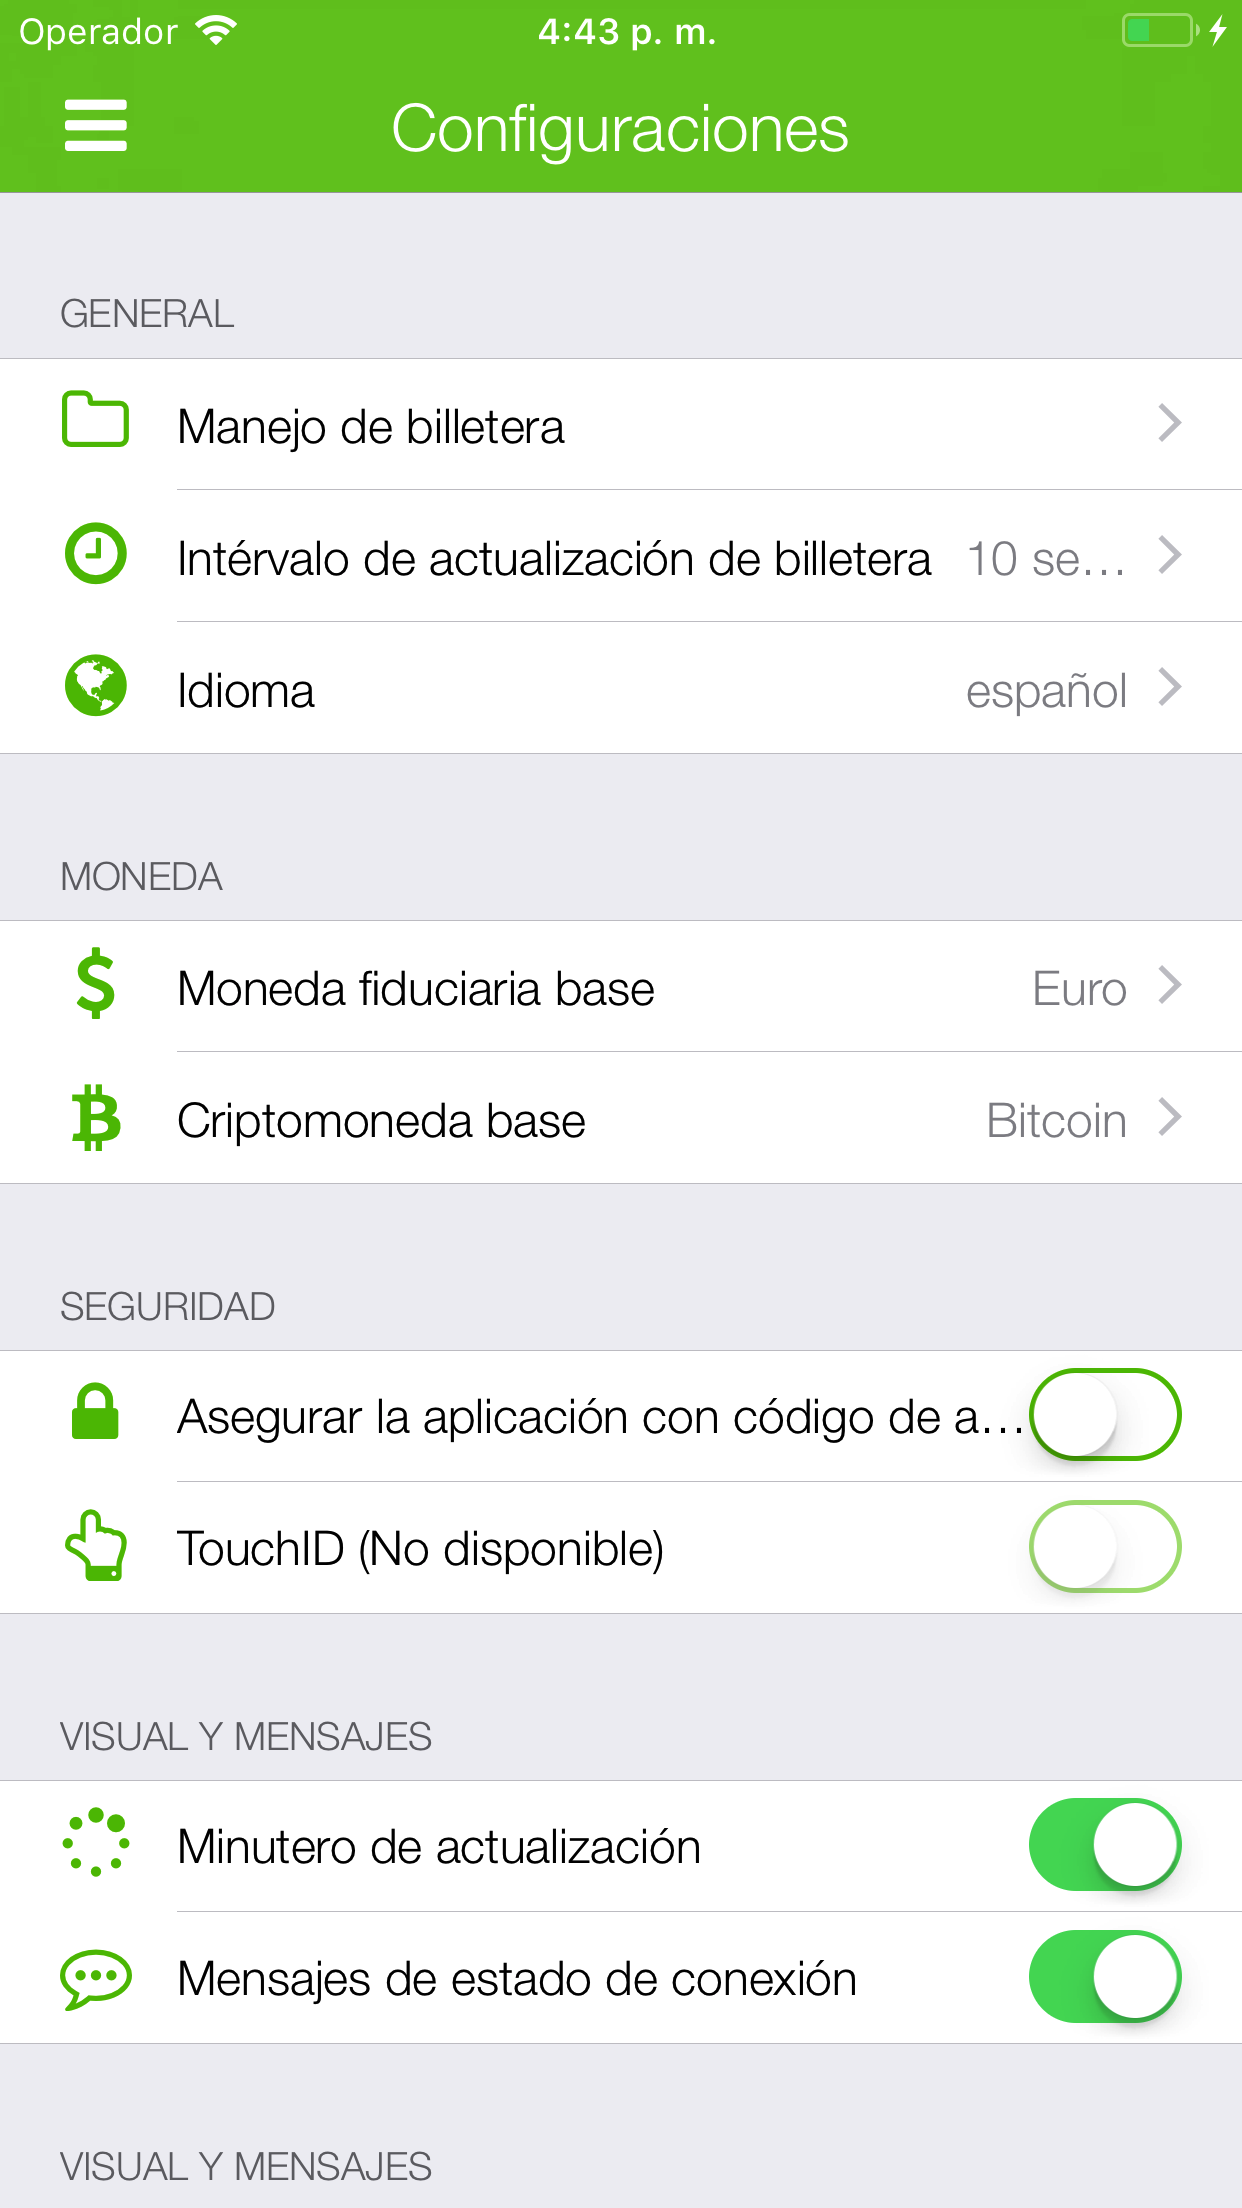 Operador 4:43 p. m.
Configuraciones
GENERAL
Manejo de billetera
Intérvalo de actualización de billetera 10 se...
Idioma español
MONEDA
Moneda fiduciaria base Euro
Criptomoneda base Bitcoin
SEGURIDAD
Asegurar la aplicación con código de a...
TouchID (No disponible)
VISUAL Y MENSAJES
Minutero de actualización
Mensajes de estado de conexión
VISUAL Y MENSAJES